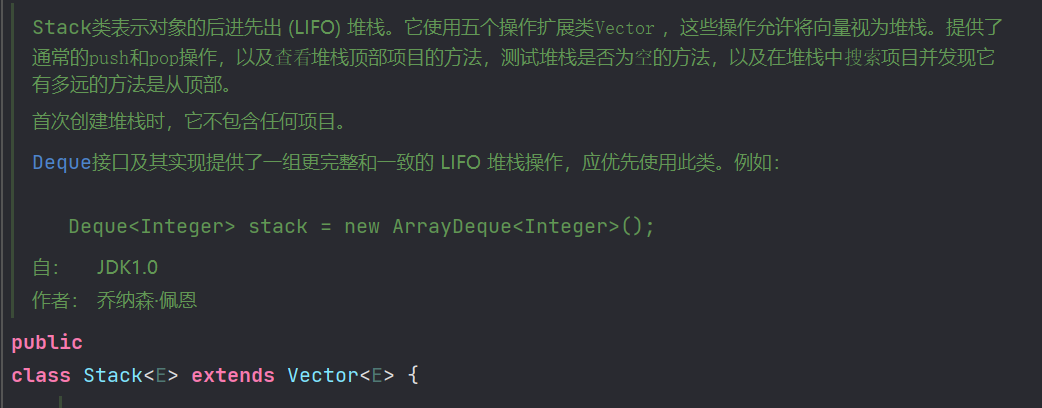 Stack类表示对象的后进先出 (LIFO) 堆栈。它使用五个操作扩展类Vector ，这些操作允许将向量视为堆栈。提供了
通常的push和pop操作，以及查看堆栈顶部项目的方法，测试堆栈是否为空的方法，以及在堆栈中搜索项目并发现它
有多远的方法是从顶部。
首次创建堆栈时，它不包含任何项目。
Deque接口及其实现提供了一组更完整和一致的 LIFO 堆栈操作，应优先使用此类。例如：
Deque<Integer> stack = new ArrayDeque<Integer>();
自： JDK1.0
作者： 乔纳森·佩恩
public
class Stack<E> extends Vector<E> {